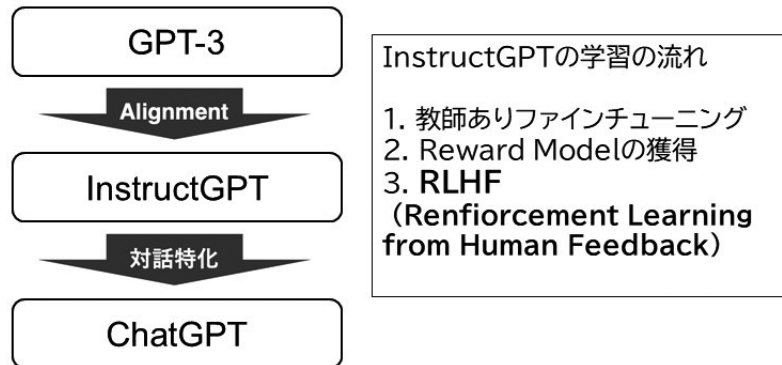 GPT-3
Alignment
InstructGPT
対話特化
ChatGPT
InstructGPTの学習の流れ
1. 教師ありファインチューニング
2. Reward Modelの獲得
3. RLHF
（Renfiorcement Learning
from Human Feedback）